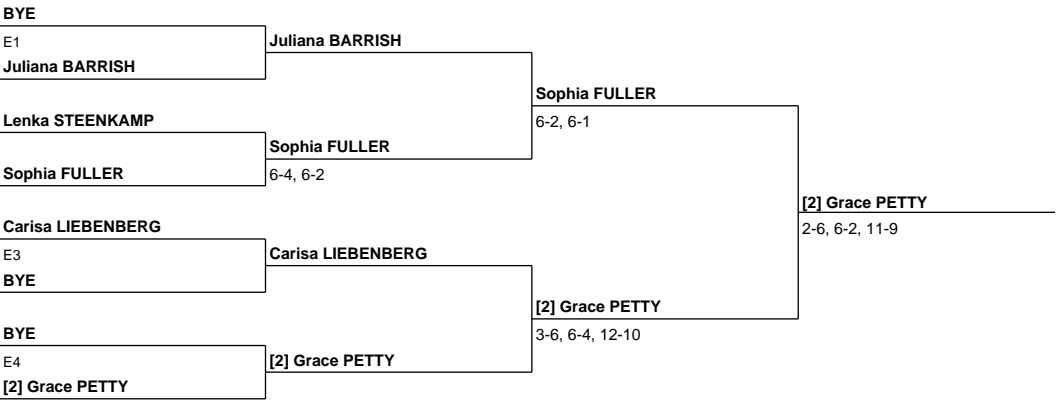 BYE
E1
Juliana BARRISH
Juliana BARRISH
Lenka STEENKAMP
Sophia FULLER
Sophia FULLER
6-4, 6-2
Sophia FULLER
6-2, 6-1
Carisa LIEBENBERG
E3
BYE
Carisa LIEBENBERG
BYE
E4
[2] Grace PETTY
[2] Grace PETTY
[2] Grace PETTY
3-6, 6-4, 12-10
[2] Grace PETTY
2-6, 6-2, 11-9